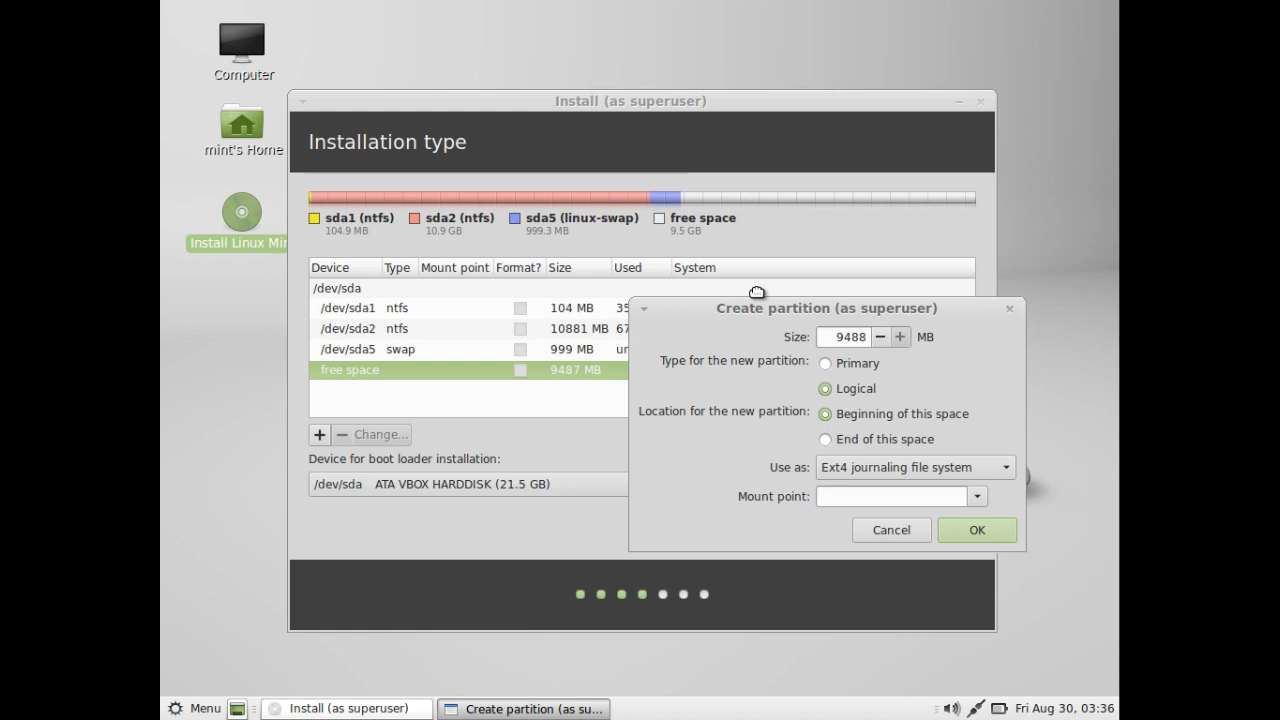 Computer
mint's Home
Install (as superuser)
Installation type
sda1 (ntfs) sda2 (ntfs) sda5 (linux-swap) free space
104.9 MB 10.9 GB 999.3 MB 9.5 GB
Device Type Mount point Format? Size Used System
/dev/sda
/dev/sda1 ntfs 104 MB 35
/dev/sda2 ntfs 10881 MB 67
/dev/sda5 swap 999 MB
free space 9487 MB
+ − Change...
Device for boot loader installation:
/dev/sda ATA VBOX HARDDISK (21.5 GB)
Create partition (as superuser)
Size: 9488 − + MB
Type for the new partition: Primary
Logical
Location for the new partition: Beginning of this space
End of this space
Use as: Ext4 journaling file system
Mount point:
Cancel OK
Install Linux
Menu Install (as superuser) Create partition (as su... Fri Aug 30, 03:36